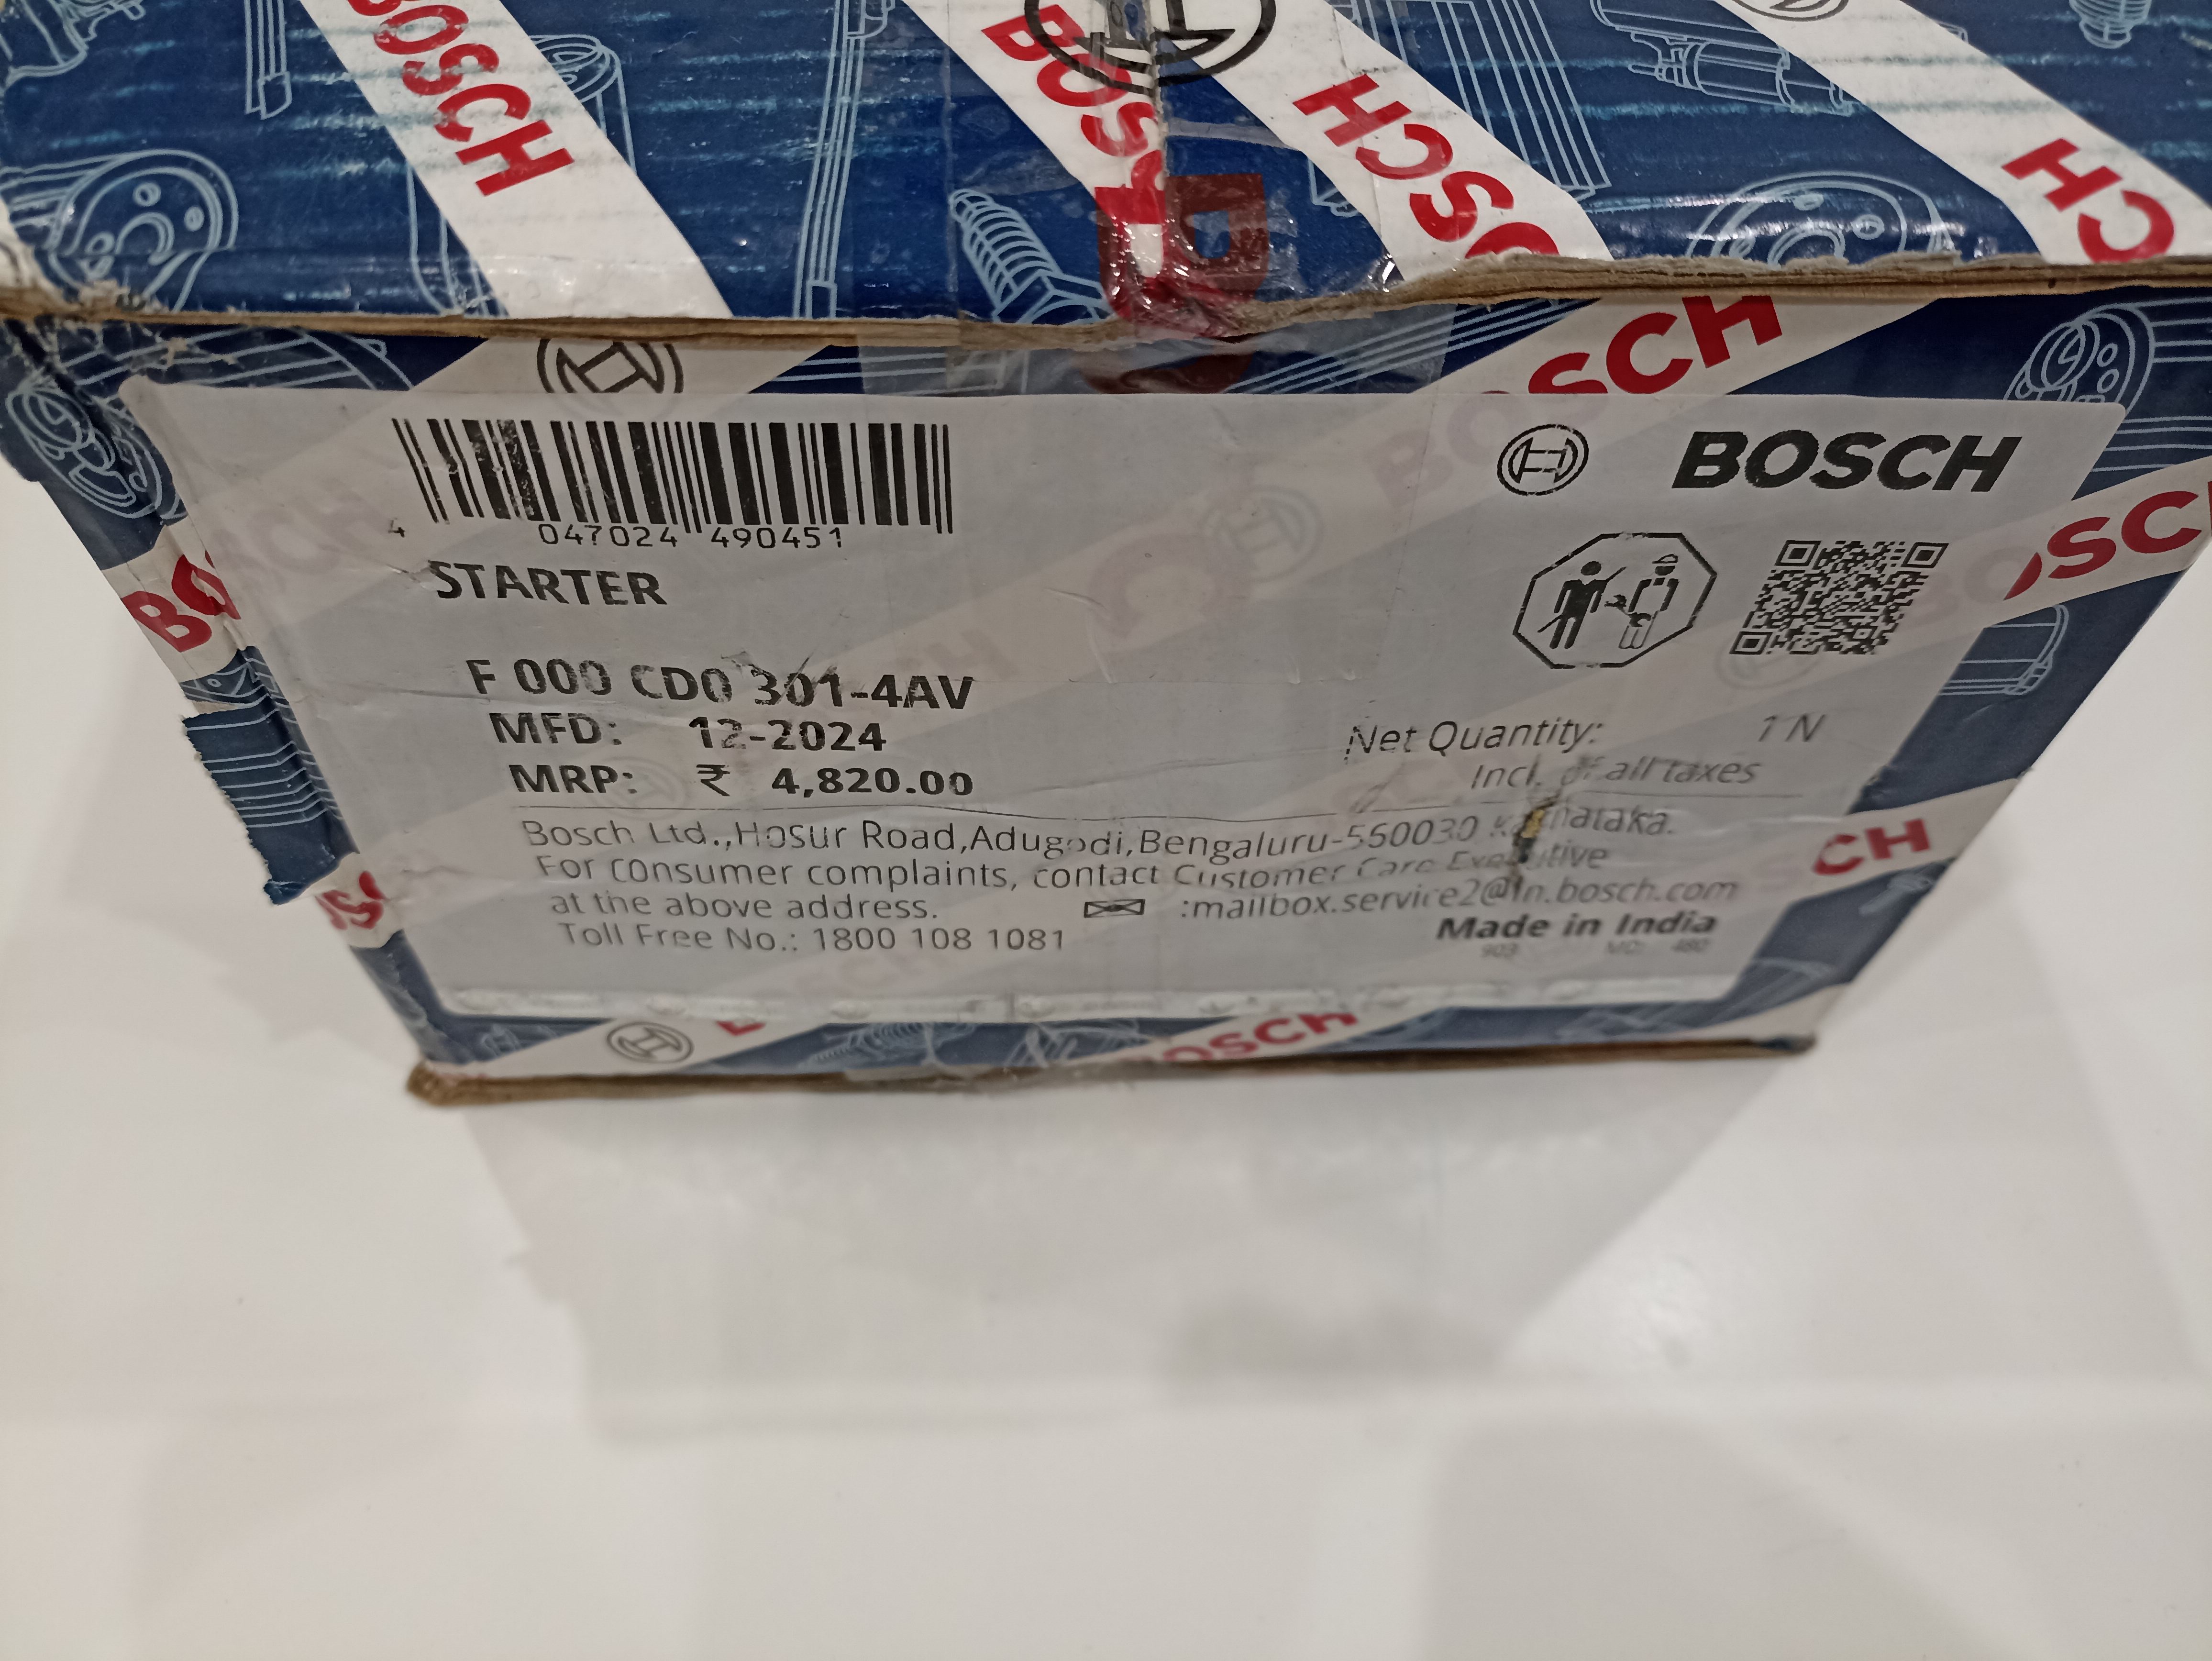 BOSCH
BOSCH
BOSCH
BOSCH
4 047024 490451
STARTER
F 000 CD0 301-4AV
MFD: 12-2024
MRP: ₹ 4,820.00
Net Quantity: 1 N
Incl. of all taxes
Bosch Ltd.,Hosur Road,Adugodi,Bengaluru-560030 Karnataka.
For consumer complaints, contact Customer Care Executive
at the above address. :mailbox.service2@in.bosch.com
Toll Free No.: 1800 108 1081
Made in India
BOSCH